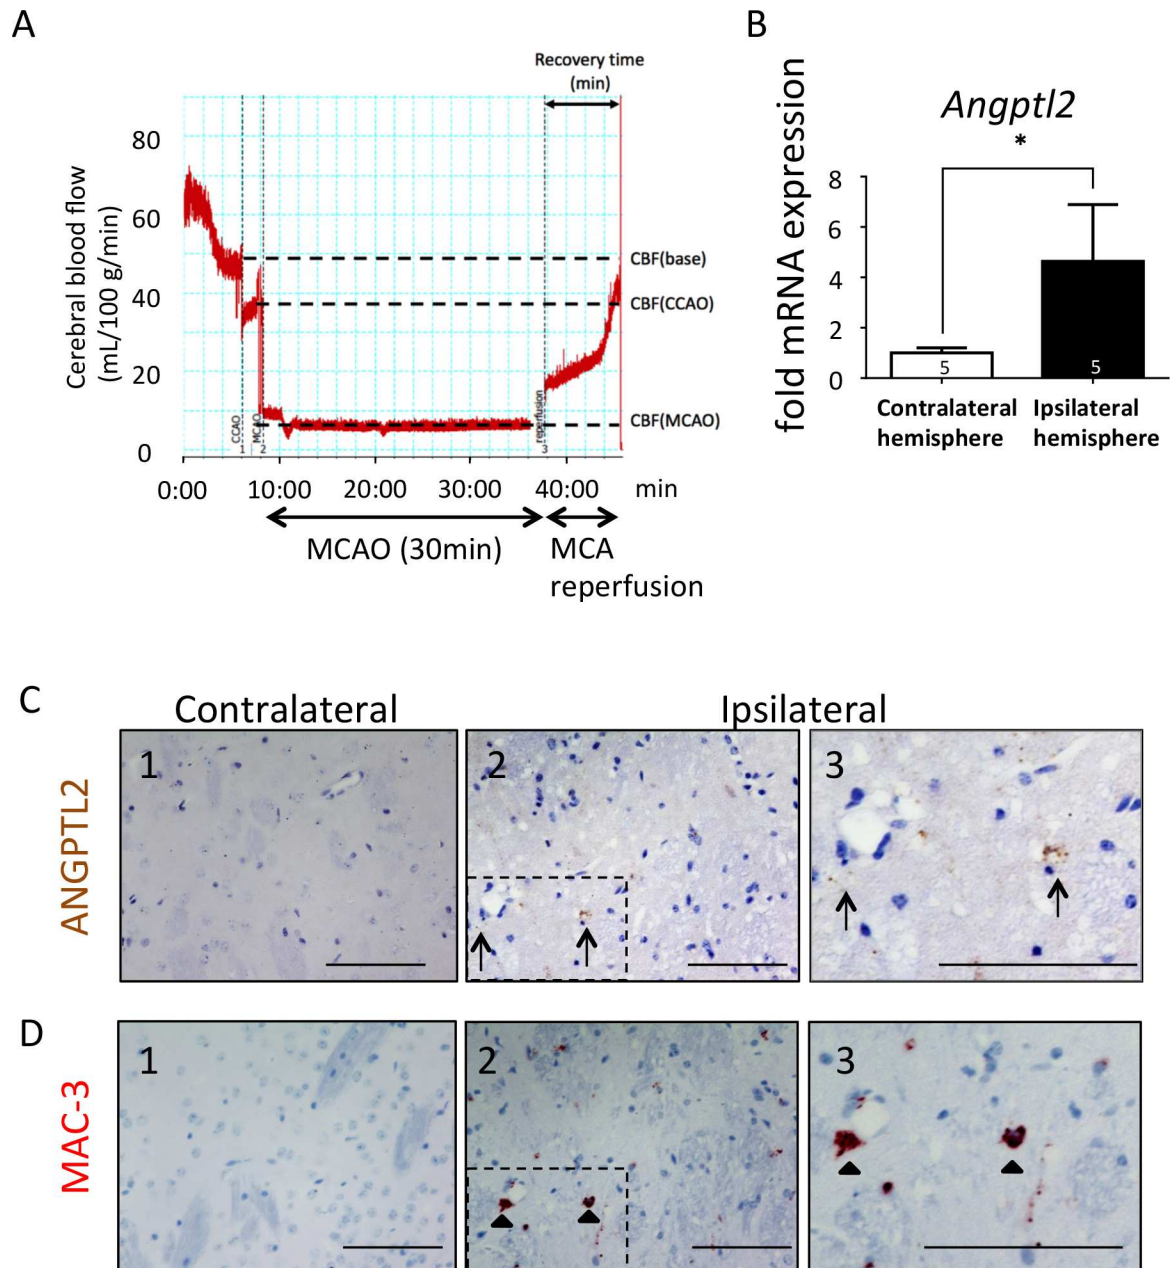 A
Recovery time
(min)
80
60
40
20
0
Cerebral blood flow
(mL/100 g/min)
CBF(base)
CBF(CCAO)
CBF(MCAO)
CCAO
1
MCAO
2
reperfusion
3
0:00 10:00 20:00 30:00 40:00 min
MCAO (30min)
MCA
reperfusion
B
Angptl2
*
fold mRNA expression
8
6
4
2
0
5
5
Contralateral
hemisphere
Ipsilateral
hemisphere
C
Contralateral
Ipsilateral
ANGPTL2
1
2
3
D
MAC-3
1
2
3